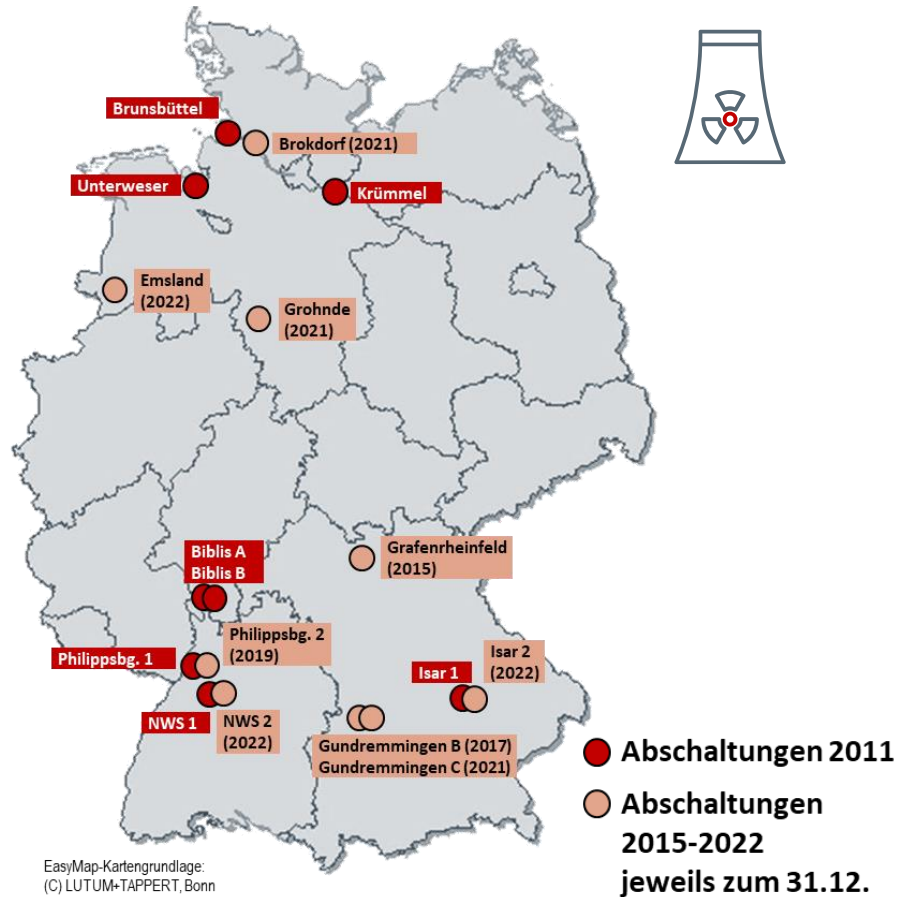 Brunsbüttel
Brokdorf (2021)
Unterweser
Krümmel
Emsland
(2022)
Grohnde
(2021)
Grafenrheinfeld
(2015)
Biblis A
Biblis B
Philippsbg. 2
(2019)
Philippsbg. 1
Isar 2
(2022)
Isar 1
NWS 1
NWS 2
(2022)
Gundremmingen B (2017)
Gundremmingen C (2021)
Abschaltungen 2011
Abschaltungen
2015-2022
jeweils zum 31.12.
EasyMap-Kartengrundlage:
(C) LUTUM+TAPPERT, Bonn